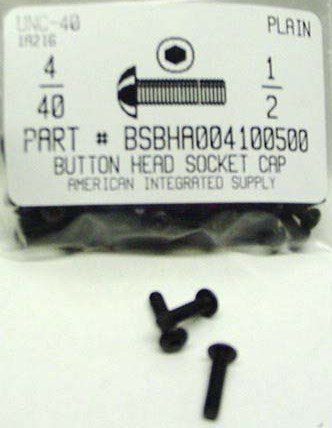 UNC-40 PLAIN
1A216
4 1
40 2
PART # BSBHA004100500
BUTTON HEAD SOCKET CAP
AMERICAN INTEGRATED SUPPLY